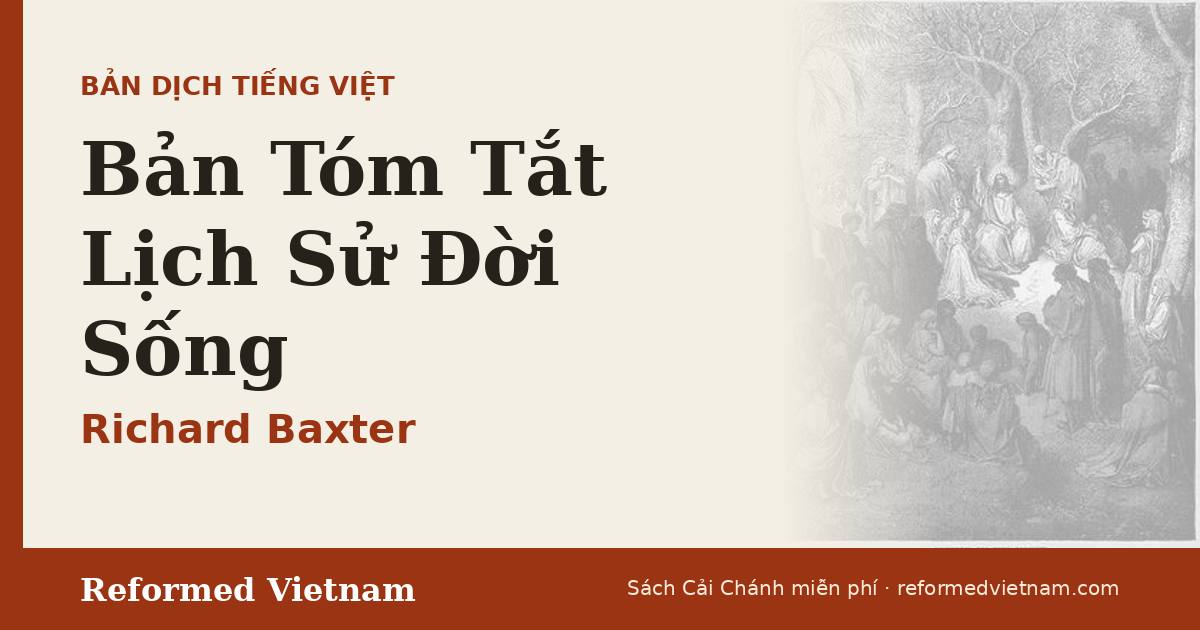 BẢN DỊCH TIẾNG VIỆT
Bản Tóm Tắt
Lịch Sử Đời
Sống
Richard Baxter
Reformed Vietnam
Sách Cải Chánh miễn phí · reformedvietnam.com